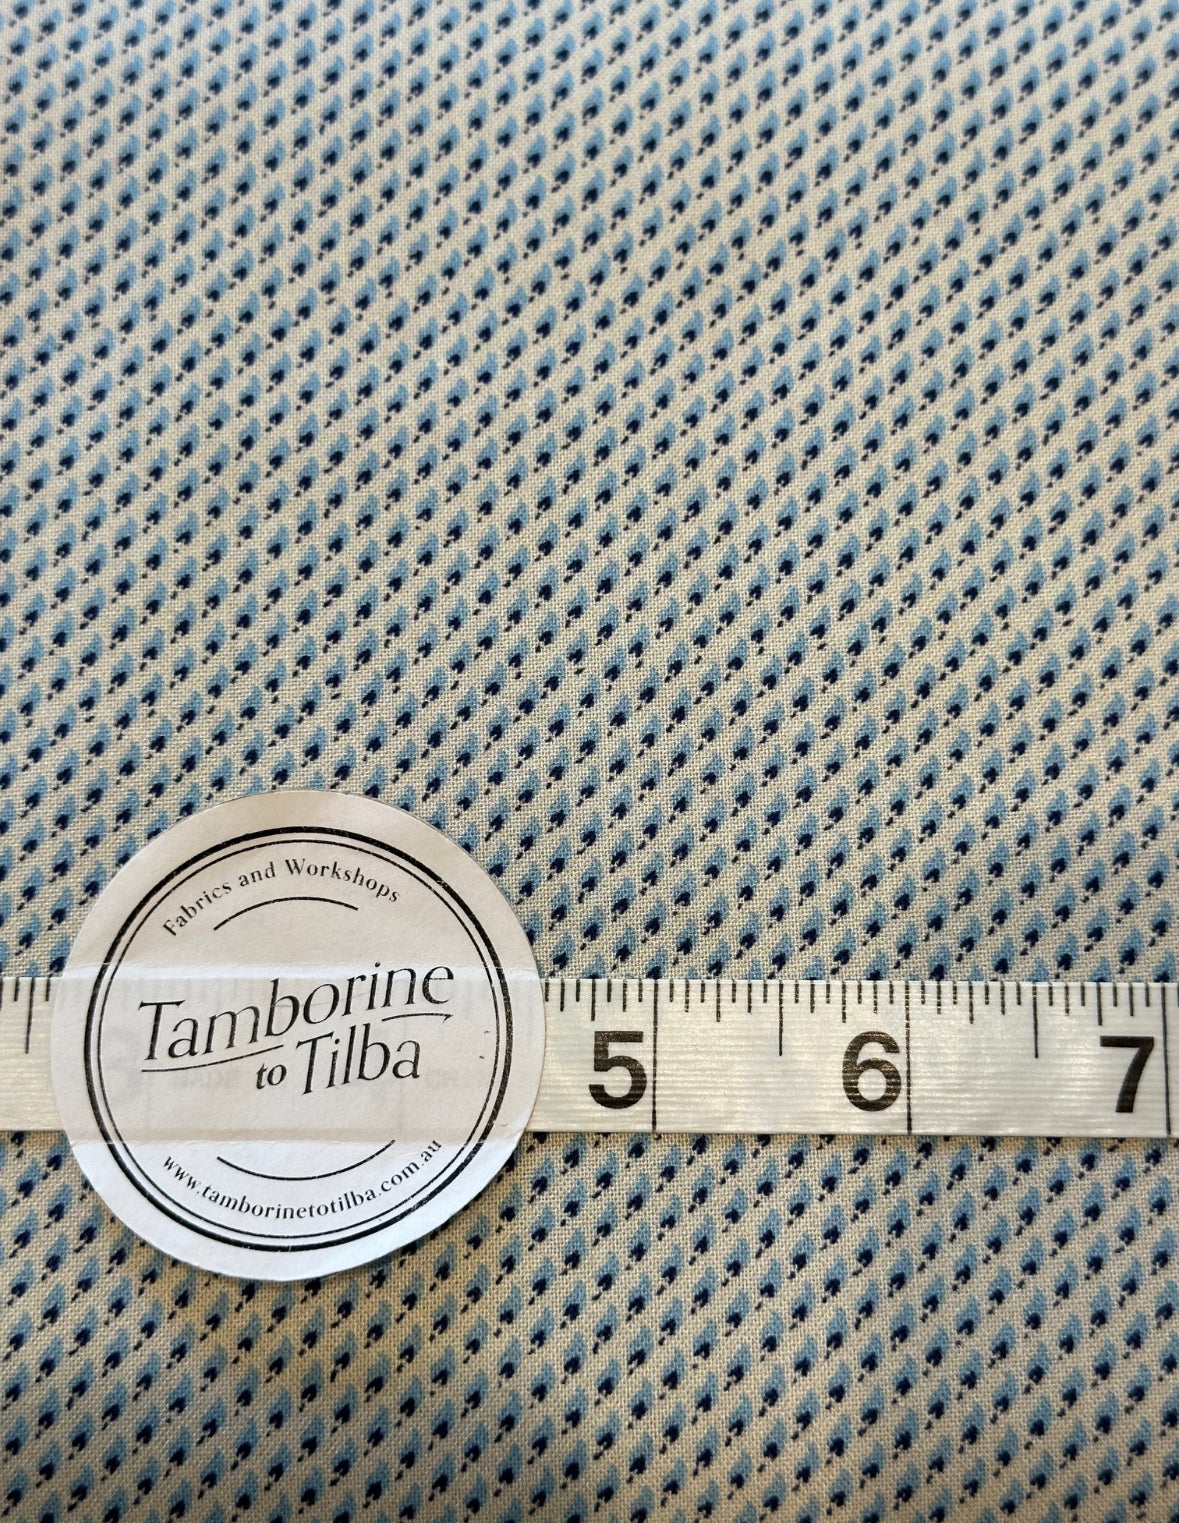 Fabrics and Workshops
Tamborine
to Tilba
www.tamborinetotilba.com.au
5 6 7